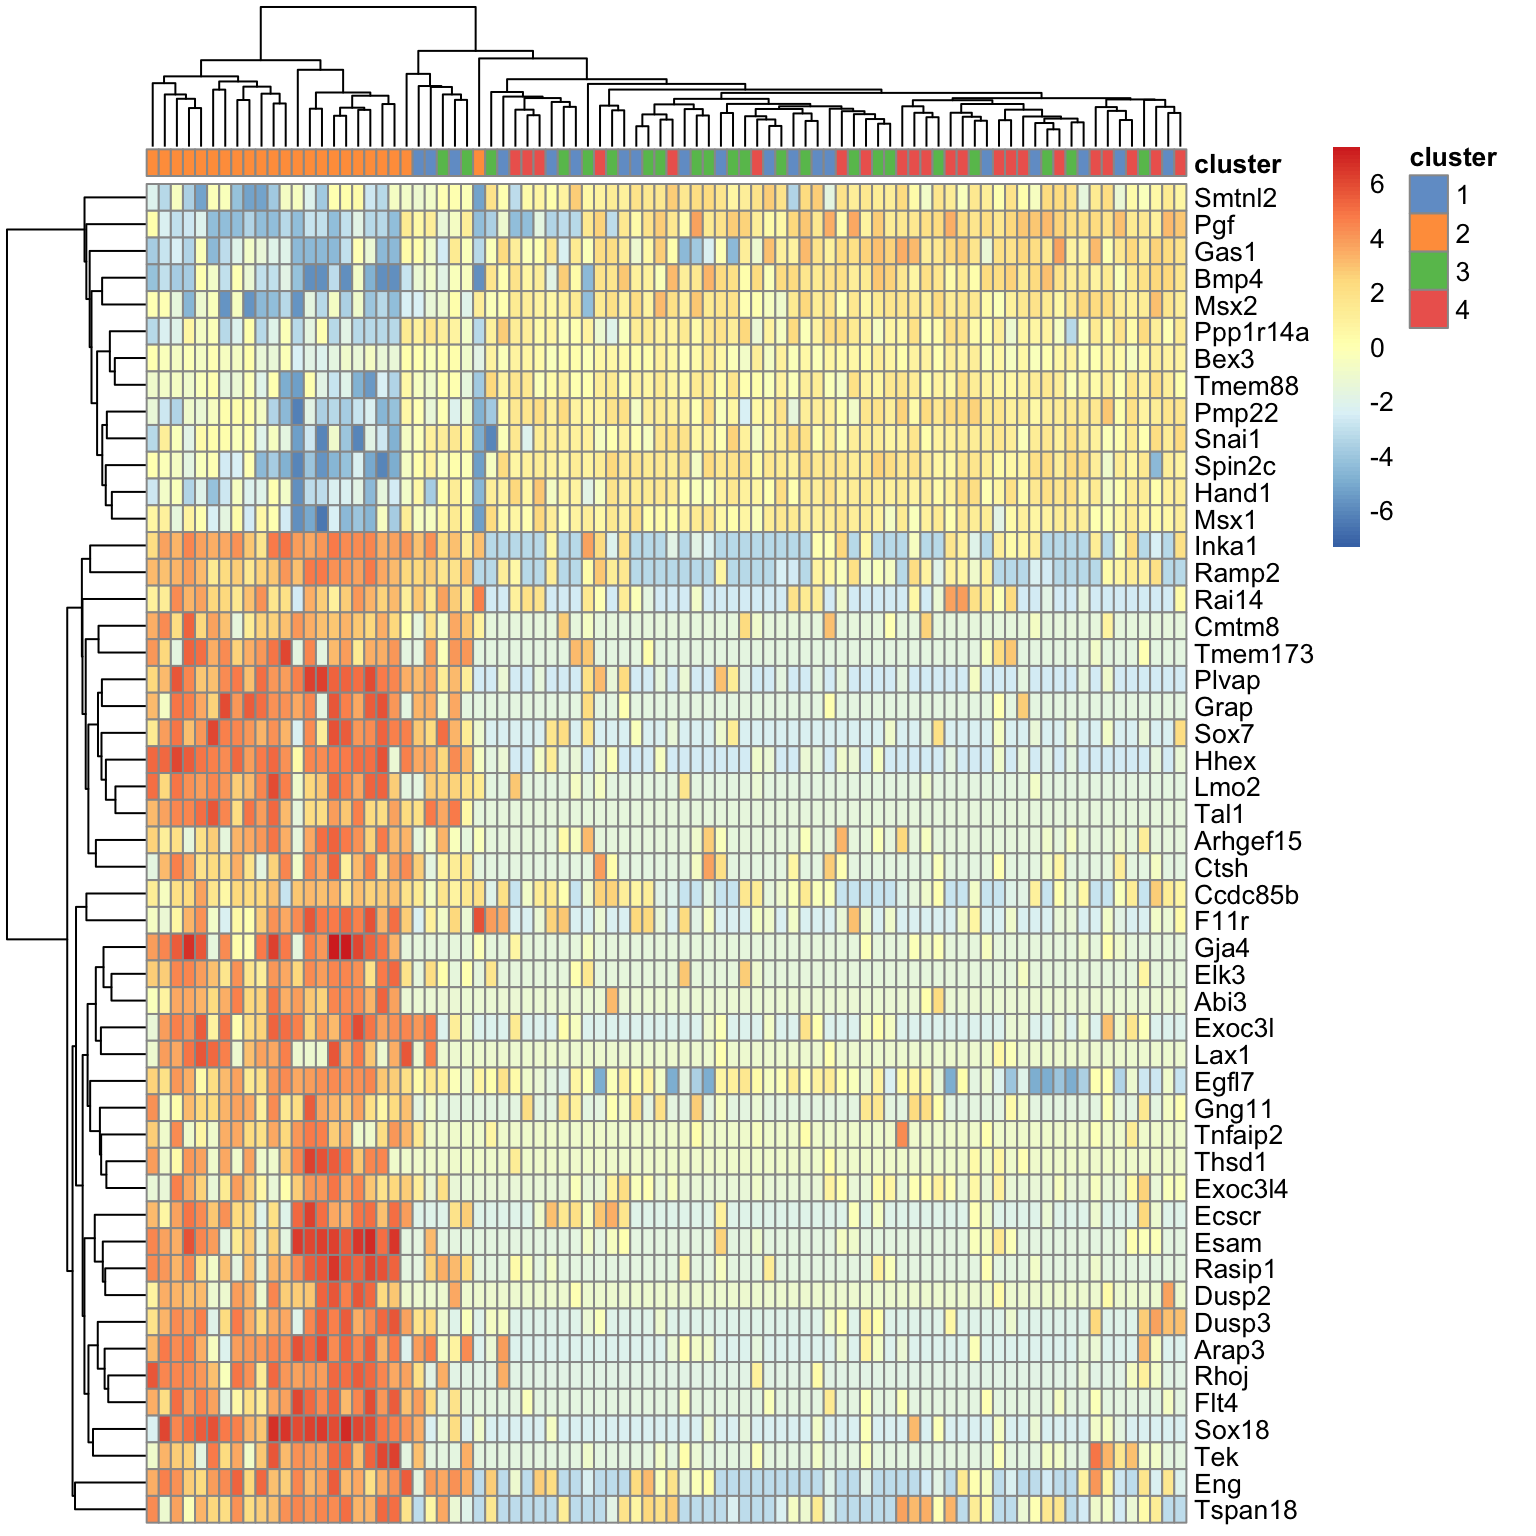 cluster
Smtnl2
Pgf
Gas1
Bmp4
Msx2
Ppp1r14a
Bex3
Tmem88
Pmp22
Snai1
Spin2c
Hand1
Msx1
Inka1
Ramp2
Rai14
Cmtm8
Tmem173
Plvap
Grap
Sox7
Hhex
Lmo2
Tal1
Arhgef15
Ctsh
Ccdc85b
F11r
Gja4
Elk3
Abi3
Exoc3l
Lax1
Egfl7
Gng11
Tnfaip2
Thsd1
Exoc3l4
Ecscr
Esam
Rasip1
Dusp2
Dusp3
Arap3
Rhoj
Flt4
Sox18
Tek
Eng
Tspan18
6
4
2
0
-2
-4
-6
cluster
1
2
3
4